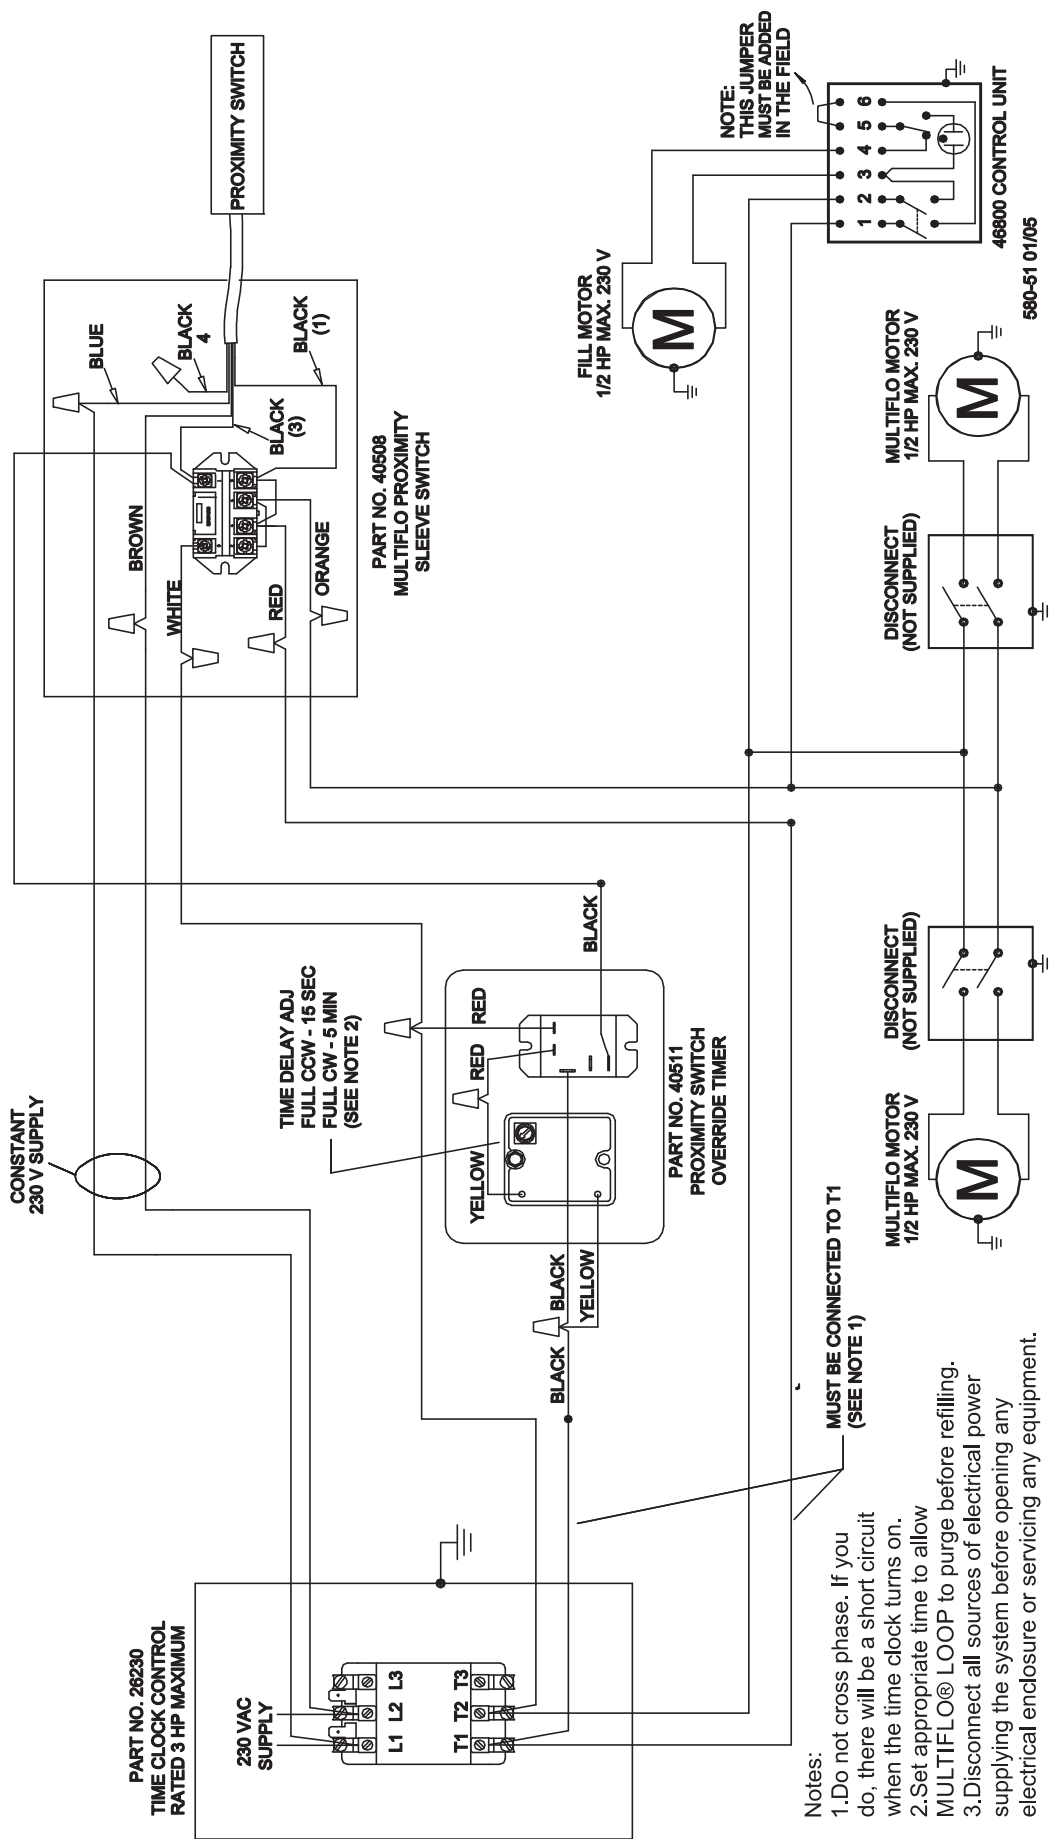 PART NO. 26230
TIME CLOCK CONTROL
RATED 3 HP MAXIMUM
230 VAC
SUPPLY
L1 L2 L3
T1 T2 T3
CONSTANT
230 V SUPPLY
TIME DELAY ADJ
FULL CCW - 15 SEC
FULL CW - 5 MIN
(SEE NOTE 2)
BLACK
BLACK
YELLOW
YELLOW
RED
RED
BLACK
PART NO. 40511
PROXIMITY SWITCH
OVERRIDE TIMER
MUST BE CONNECTED TO T1
(SEE NOTE 1)
BROWN
WHITE
RED
ORANGE
BLUE
BLACK
4
BLACK
(3)
BLACK
(1)
PROXIMITY SWITCH
PART NO. 40508
MULTIFLO PROXIMITY
SLEEVE SWITCH
FILL MOTOR
1/2 HP MAX. 230 V
M
NOTE:
THIS JUMPER
MUST BE ADDED
IN THE FIELD
1 2 3 4 5 6
46800 CONTROL UNIT
MULTIFLO MOTOR
1/2 HP MAX. 230 V
M
DISCONNECT
(NOT SUPPLIED)
DISCONNECT
(NOT SUPPLIED)
MULTIFLO MOTOR
1/2 HP MAX. 230 V
M
580-51 01/05
Notes:
1.Do not cross phase. If you
do, there will be a short circuit
when the time clock turns on.
2.Set appropriate time to allow
MULTIFLO® LOOP to purge before refilling.
3.Disconnect all sources of electrical power
supplying the system before opening any
electrical enclosure or servicing any equipment.